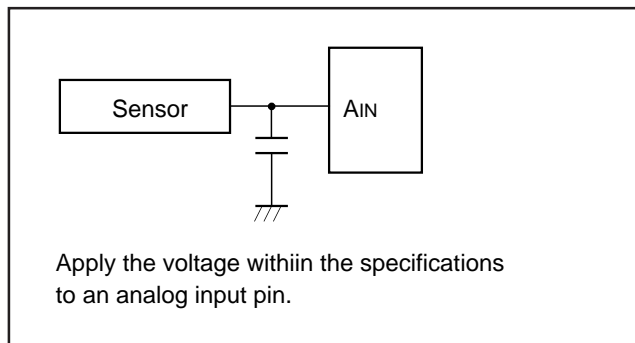 Sensor
AIN
Apply the voltage withiin the specifications
to an analog input pin.